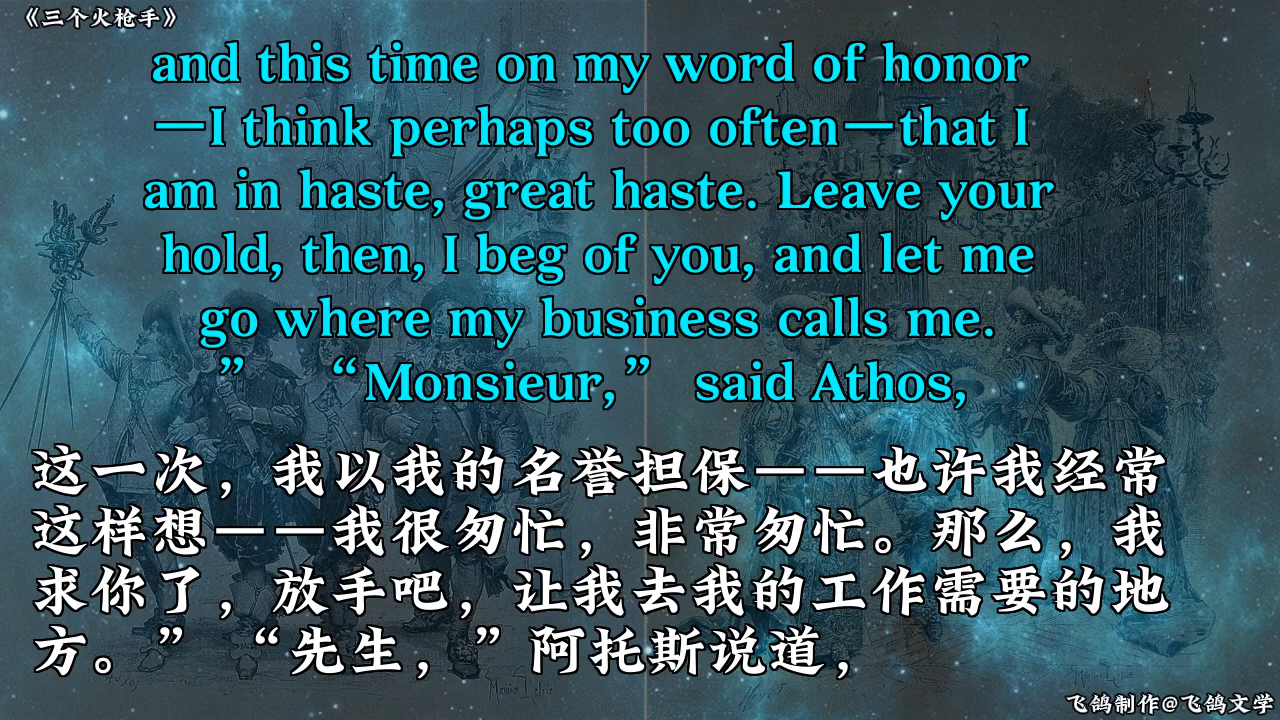 《三个火枪手》
and this time on my word of honor
—I think perhaps too often—that I
am in haste, great haste. Leave your
hold, then, I beg of you, and let me
go where my business calls me.
” “Monsieur,” said Athos,
这一次，我以我的名誉担保——也许我经常
这样想——我很匆忙，非常匆忙。那么，我
求你了，放手吧，让我去我的工作需要的地
方。” “先生，”阿托斯说道，
飞鸽制作@飞鸽文学